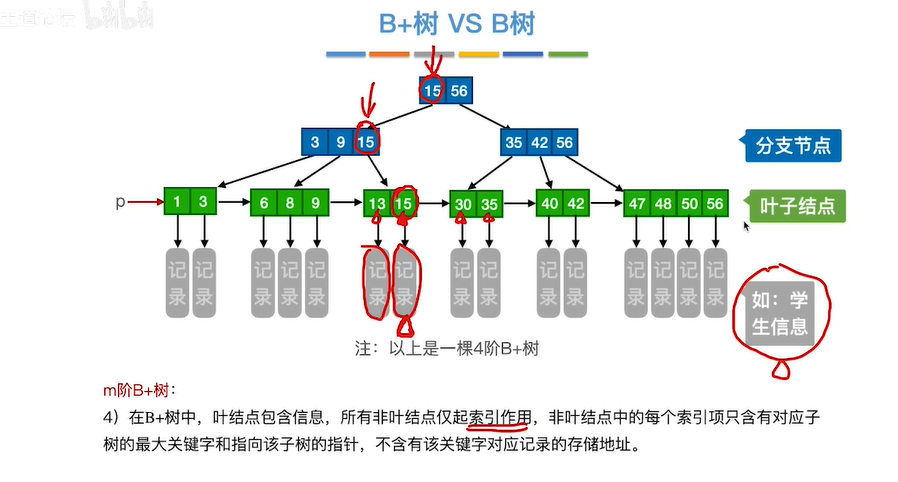 王道论坛 bilibili
B+树 VS B树
15 56
3 9 15
35 42 56
分支节点
p
1 3
6 8 9
13 15
30 35
40 42
47 48 50 56
叶子结点
记录 记录 记录 记录 记录 记录 记录 记录 记录 记录 记录 记录 记录 记录 记录
如：学
生信息
注：以上是一棵4阶B+树
m阶B+树：
4）在B+树中，叶结点包含信息，所有非叶结点仅起索引作用，非叶结点中的每个索引项只含有对应子
树的最大关键字和指向该子树的指针，不含有该关键字对应记录的存储地址。